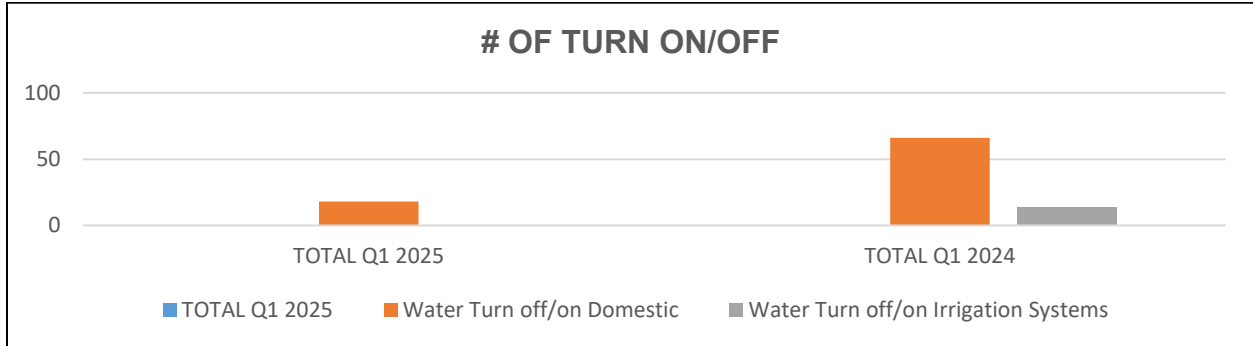 # OF TURN ON/OFF
100
50
0
TOTAL Q1 2025 TOTAL Q1 2024
TOTAL Q1 2025 Water Turn off/on Domestic Water Turn off/on Irrigation Systems